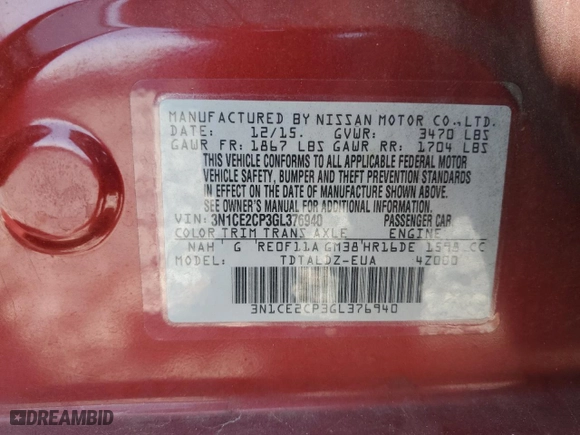 MANUFACTURED BY NISSAN MOTOR CO.,LTD.
DATE: 12/15. GVWR: 3470 LBS
GAWR FR: 1867 LBS GAWR RR: 1704 LBS
THIS VEHICLE CONFORMS TO ALL APPLICABLE FEDERAL MOTOR
VEHICLE SAFETY, BUMPER AND THEFT PREVENTION STANDARDS
IN EFFECT ON THE DATE OF MANUFACTURE SHOWN ABOVE.
SEE OWNER'S MANUAL FOR ADDITIONAL INFORMATION.
VIN: 3N1CE2CP3GL376940 PASSENGER CAR
COLOR TRIM TRANS AXLE ENGINE
NAH G RE0F11A GM38 HR16DE 1598 CC
MODEL: TDTALDZ-EUA
3N1CE2CP3GL376940
DREAMBID